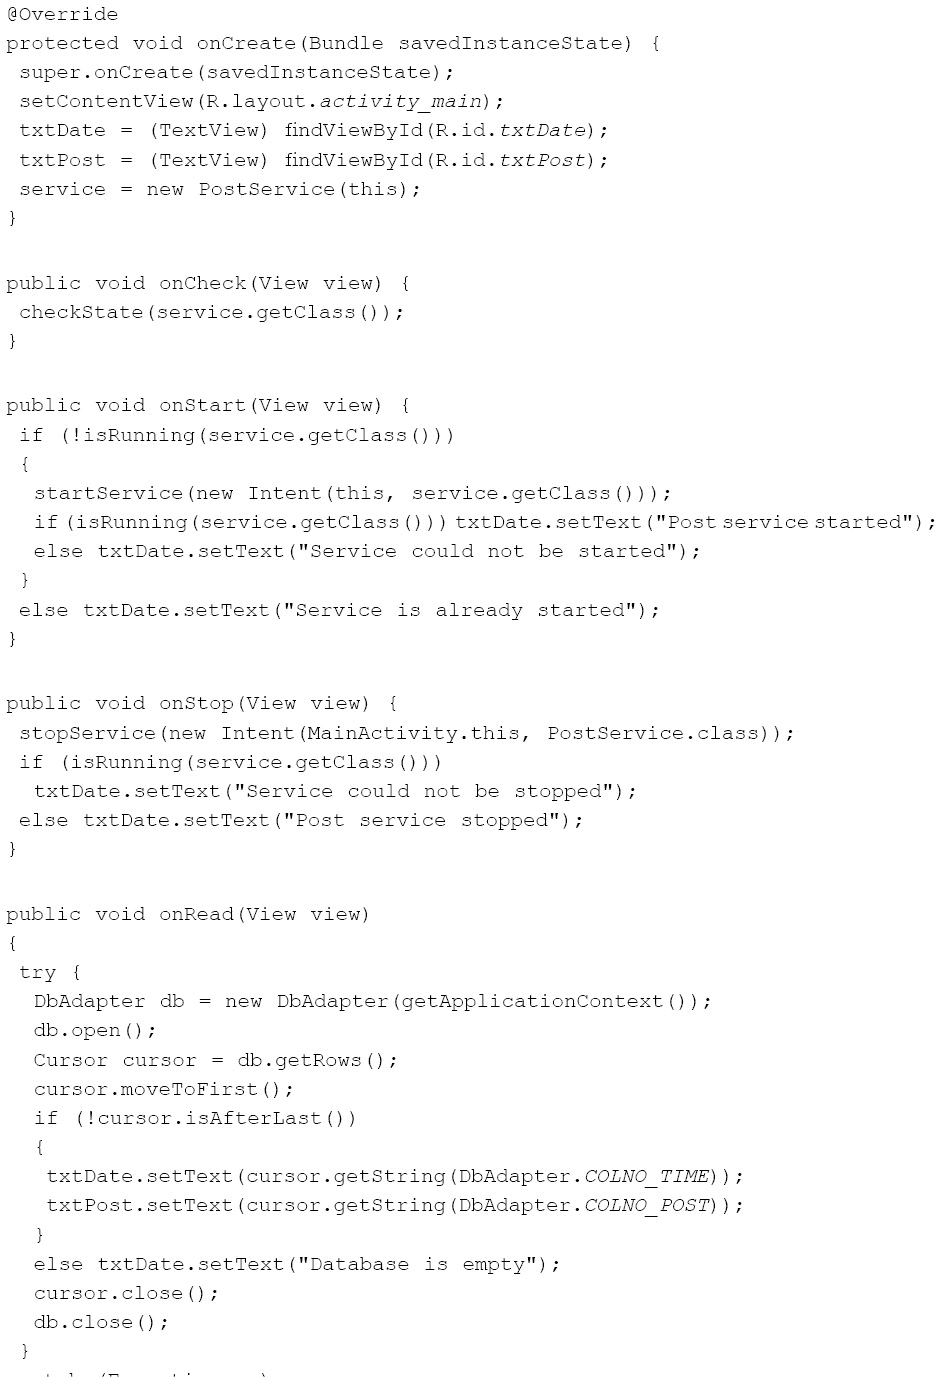 @Override
protected void onCreate(Bundle savedInstanceState) {
super.onCreate(savedInstanceState);
setContentView(R.layout.activity_main);
txtDate = (TextView) findViewById(R.id.txtDate);
txtPost = (TextView) findViewById(R.id.txtPost);
service = new PostService(this);
}
public void onCheck(View view) {
checkState(service.getClass());
}
public void onStart(View view) {
if (!isRunning(service.getClass()))
{
startService(new Intent(this, service.getClass()));
if (isRunning(service.getClass())) txtDate.setText("Post service started");
else txtDate.setText("Service could not be started");
}
else txtDate.setText("Service is already started");
}
public void onStop(View view) {
stopService(new Intent(MainActivity.this, PostService.class));
if (isRunning(service.getClass()))
txtDate.setText("Service could not be stopped");
else txtDate.setText("Post service stopped");
}
public void onRead(View view)
{
try {
DbAdapter db = new DbAdapter(getApplicationContext());
db.open();
Cursor cursor = db.getRows();
cursor.moveToFirst();
if (!cursor.isAfterLast())
{
txtDate.setText(cursor.getString(DbAdapter.COLNO_TIME));
txtPost.setText(cursor.getString(DbAdapter.COLNO_POST));
}
else txtDate.setText("Database is empty");
cursor.close();
db.close();
}